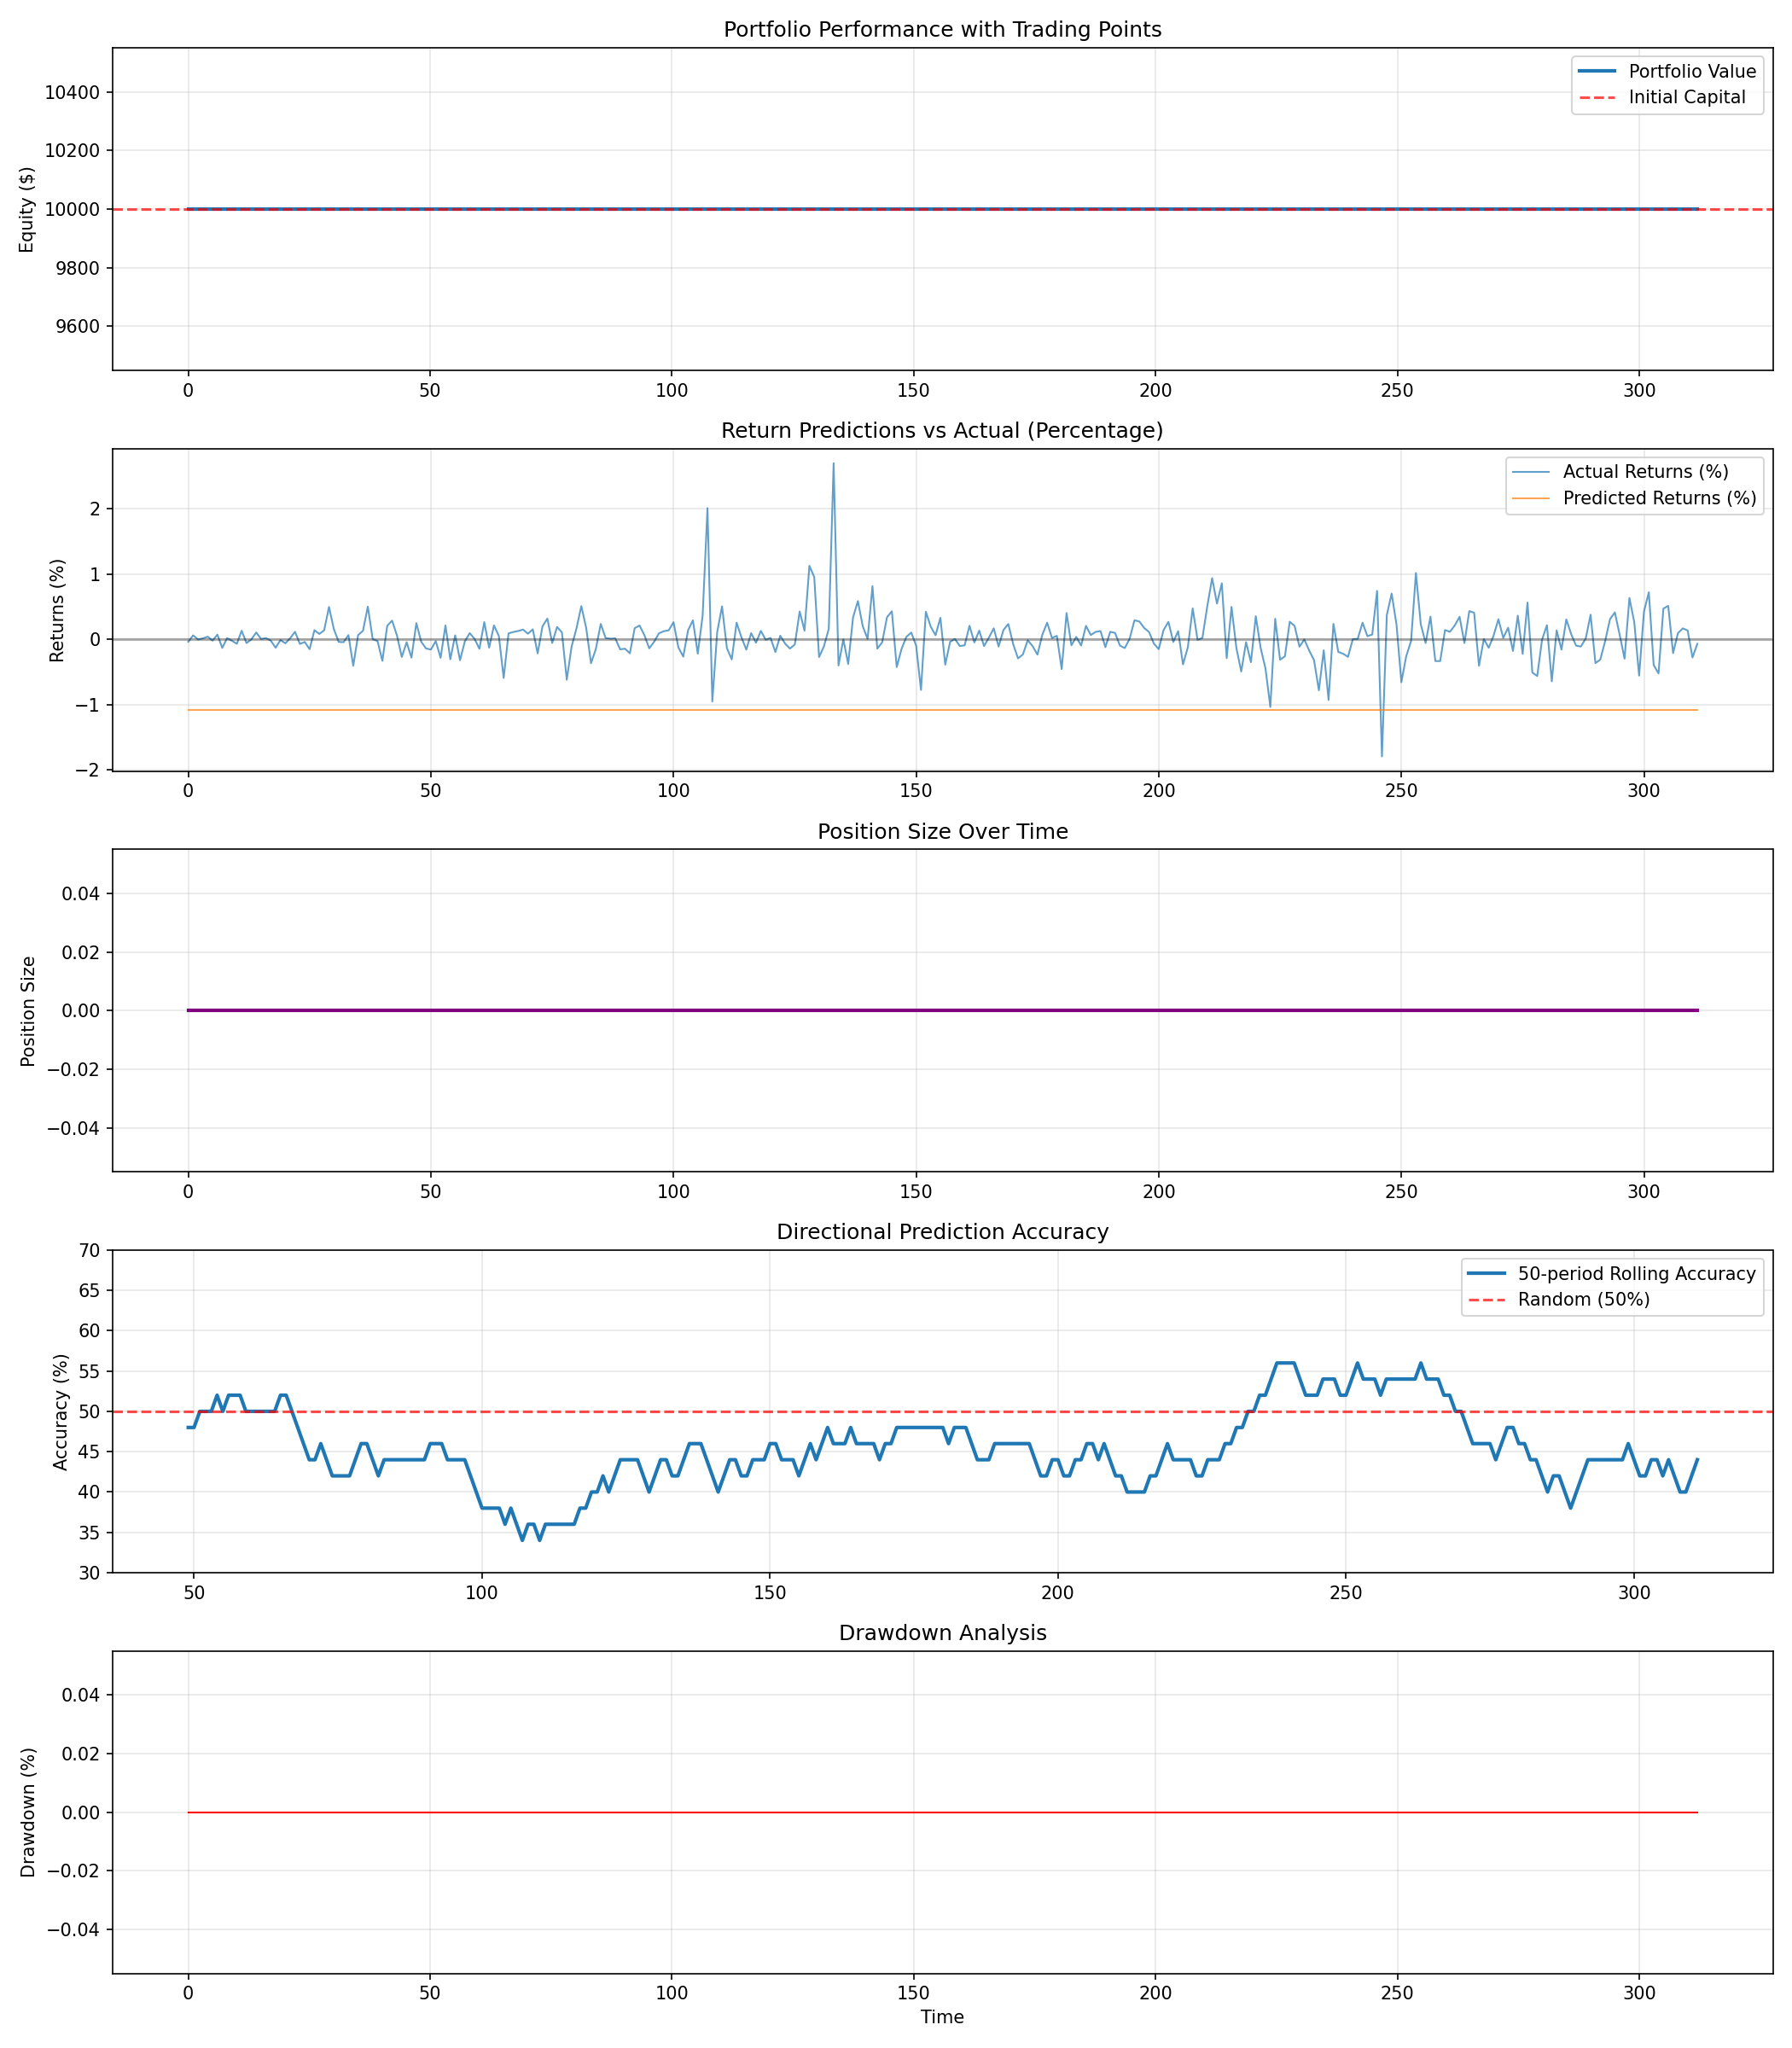 Portfolio Performance with Trading Points
Equity ($)
10400
10200
10000
9800
9600
Portfolio Value
Initial Capital
0 50 100 150 200 250 300
Return Predictions vs Actual (Percentage)
Returns (%)
2
1
0
−1
−2
Actual Returns (%)
Predicted Returns (%)
0 50 100 150 200 250 300
Position Size Over Time
Position Size
0.04
0.02
0.00
−0.02
−0.04
0 50 100 150 200 250 300
Directional Prediction Accuracy
Accuracy (%)
70
65
60
55
50
45
40
35
30
50-period Rolling Accuracy
Random (50%)
50 100 150 200 250 300
Drawdown Analysis
Drawdown (%)
0.04
0.02
0.00
−0.02
−0.04
0 50 100 150 200 250 300
Time